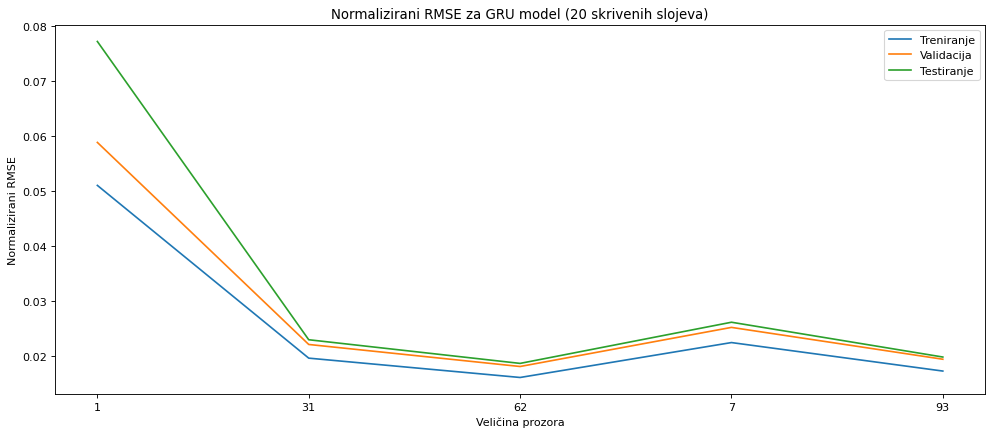 Normalizirani RMSE za GRU model (20 skrivenih slojeva)
0.08
0.07
0.06
0.05
0.04
0.03
0.02
Normalizirani RMSE
Treniranje
Validacija
Testiranje
1 31 62 7 93
Veličina prozora